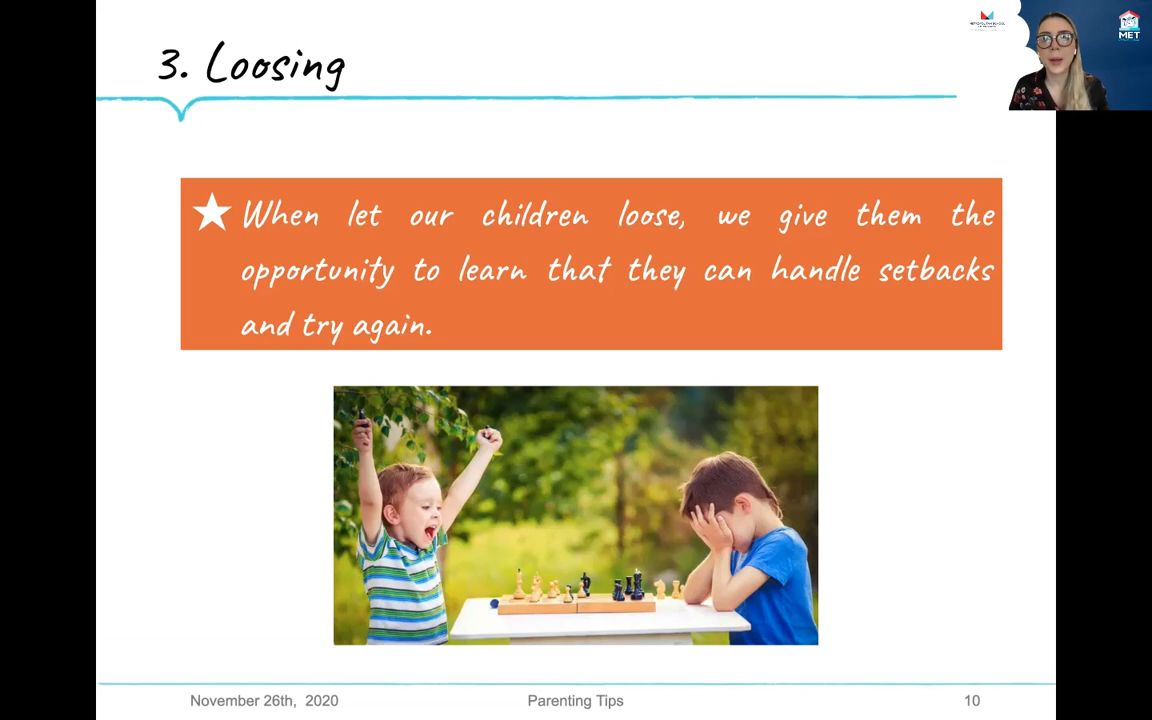 3. Loosing
When let our children loose, we give them the
opportunity to learn that they can handle setbacks
and try again.
November 26th, 2020
Parenting Tips
10
MET